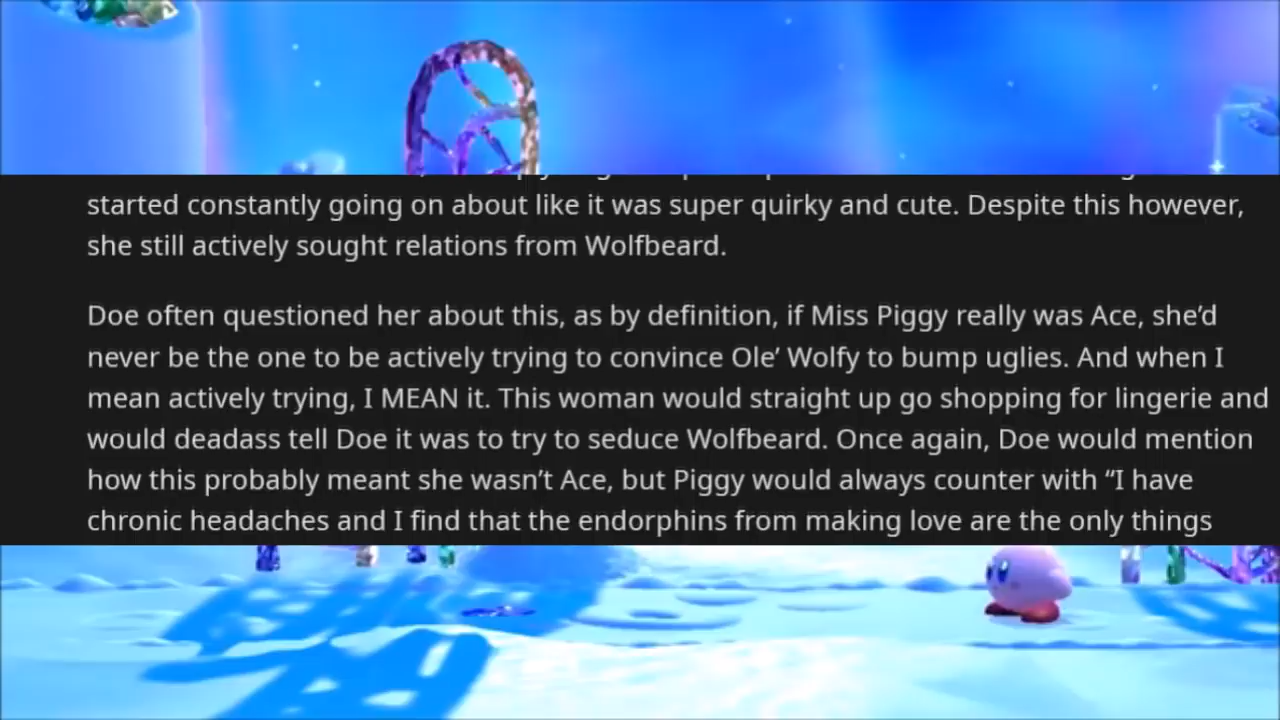 started constantly going on about like it was super quirky and cute. Despite this however,
she still actively sought relations from Wolfbeard.
Doe often questioned her about this, as by definition, if Miss Piggy really was Ace, she’d
never be the one to be actively trying to convince Ole’ Wolfy to bump uglies. And when I
mean actively trying, I MEAN it. This woman would straight up go shopping for lingerie and
would deadass tell Doe it was to try to seduce Wolfbeard. Once again, Doe would mention
how this probably meant she wasn’t Ace, but Piggy would always counter with “I have
chronic headaches and I find that the endorphins from making love are the only things